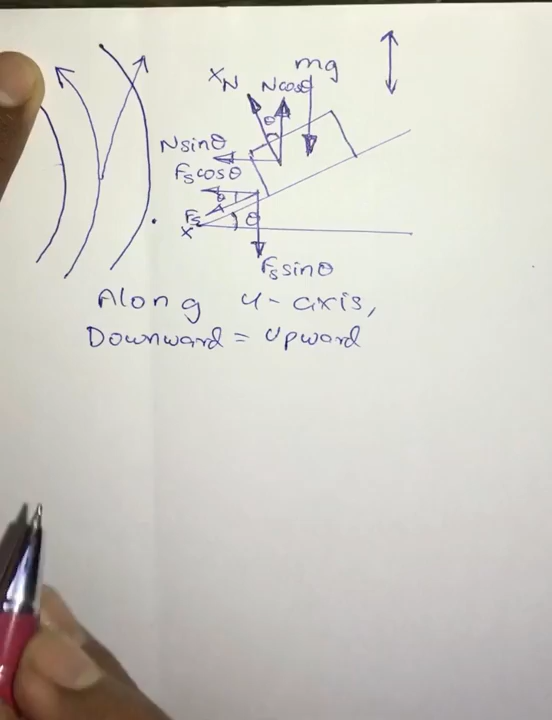 mg
N Ncosθ
θ
Nsinθ
Fscosθ
θ
Fs θ
x
Fssinθ
Along y-axis,
Downward = Upward